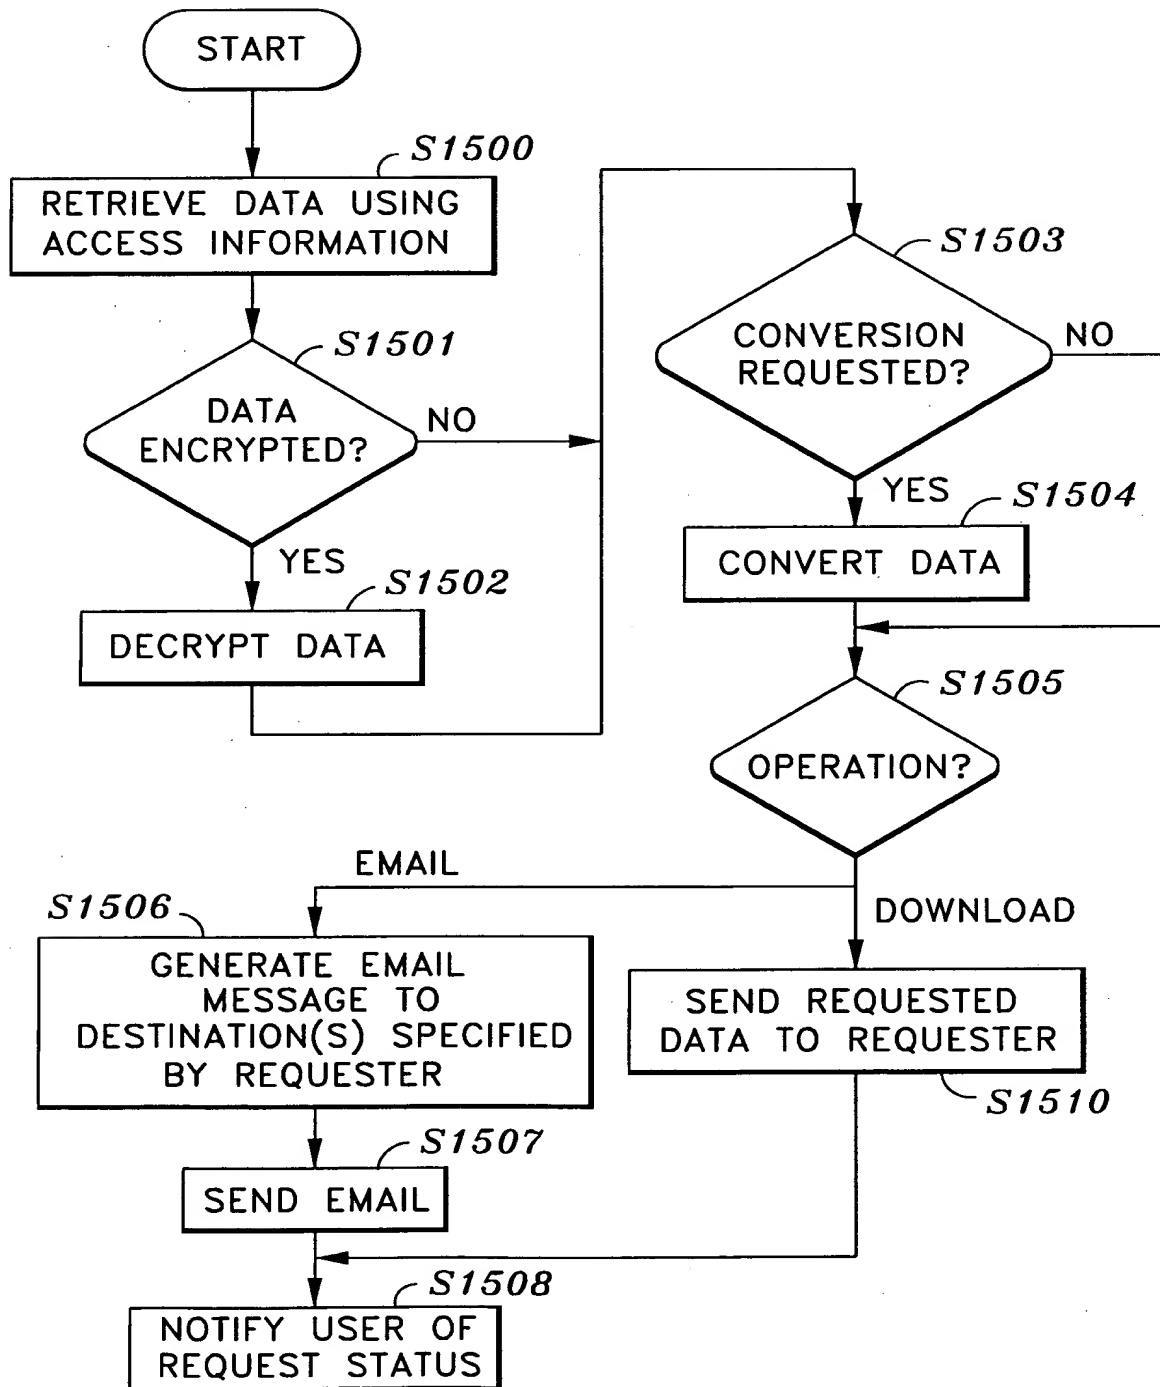 START
S1500
RETRIEVE DATA USING
ACCESS INFORMATION
S1501
DATA
ENCRYPTED?
NO
YES
S1502
DECRYPT DATA
S1503
CONVERSION
REQUESTED?
NO
YES
S1504
CONVERT DATA
S1505
OPERATION?
EMAIL
DOWNLOAD
S1506
GENERATE EMAIL
MESSAGE TO
DESTINATION(S) SPECIFIED
BY REQUESTER
SEND REQUESTED
DATA TO REQUESTER
S1510
S1507
SEND EMAIL
S1508
NOTIFY USER OF
REQUEST STATUS